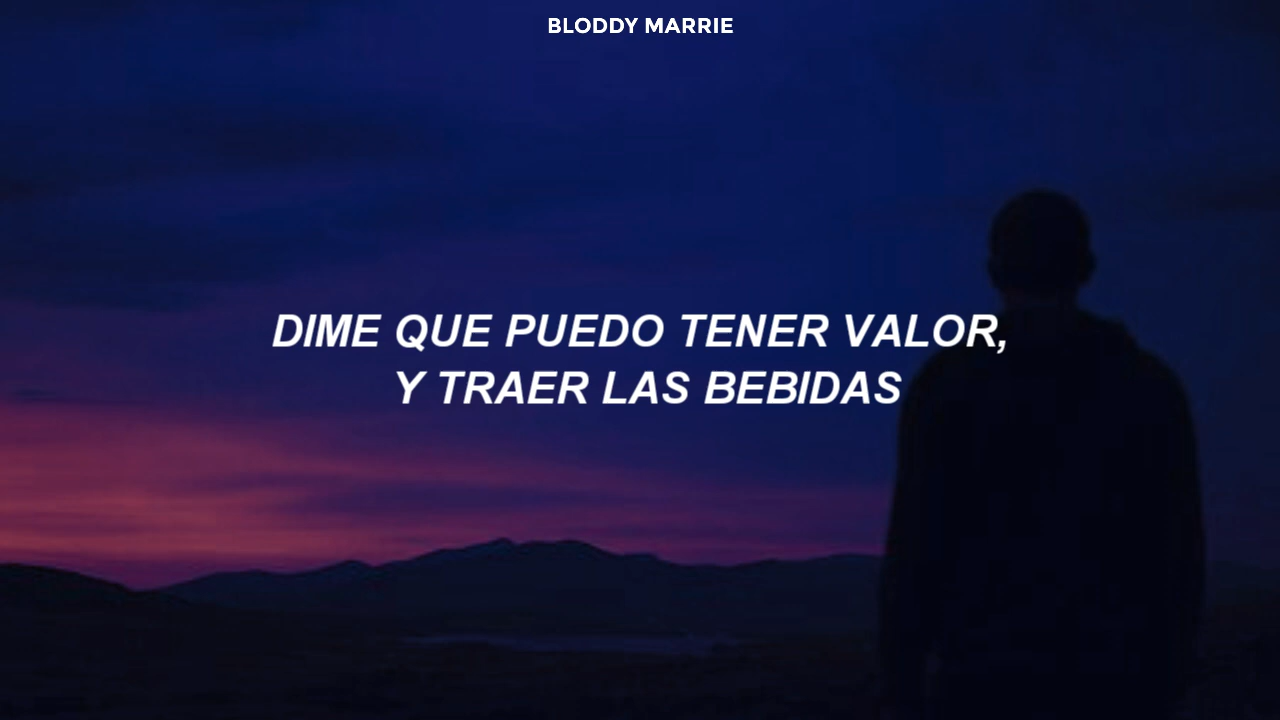 BLODDY MARRIE
DIME QUE PUEDO TENER VALOR,
Y TRAER LAS BEBIDAS